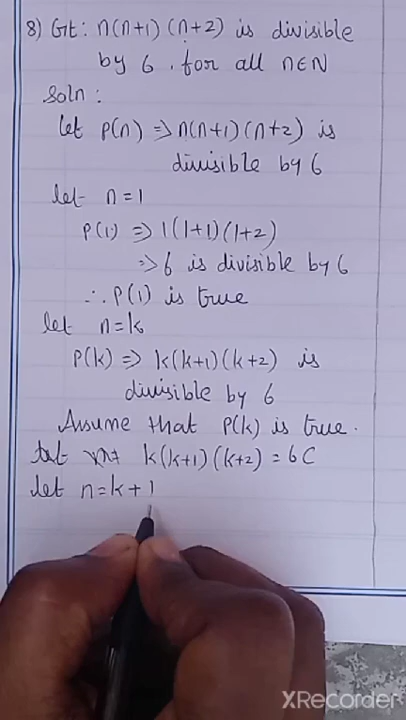 8) Gt: n(n+1)(n+2) is divisible
by 6. for all n∈N
Soln :
let P(n) => n(n+1)(n+2) is
divisible by 6
let n=1
P(1) => 1(1+1)(1+2)
=> 6 is divisible by 6
∴ P(1) is true
let n=k
P(k) => k(k+1)(k+2) is
divisible by 6
Assume that P(k) is true.
k(k+1)(k+2) = 6C
let n=k+1
XRecorder